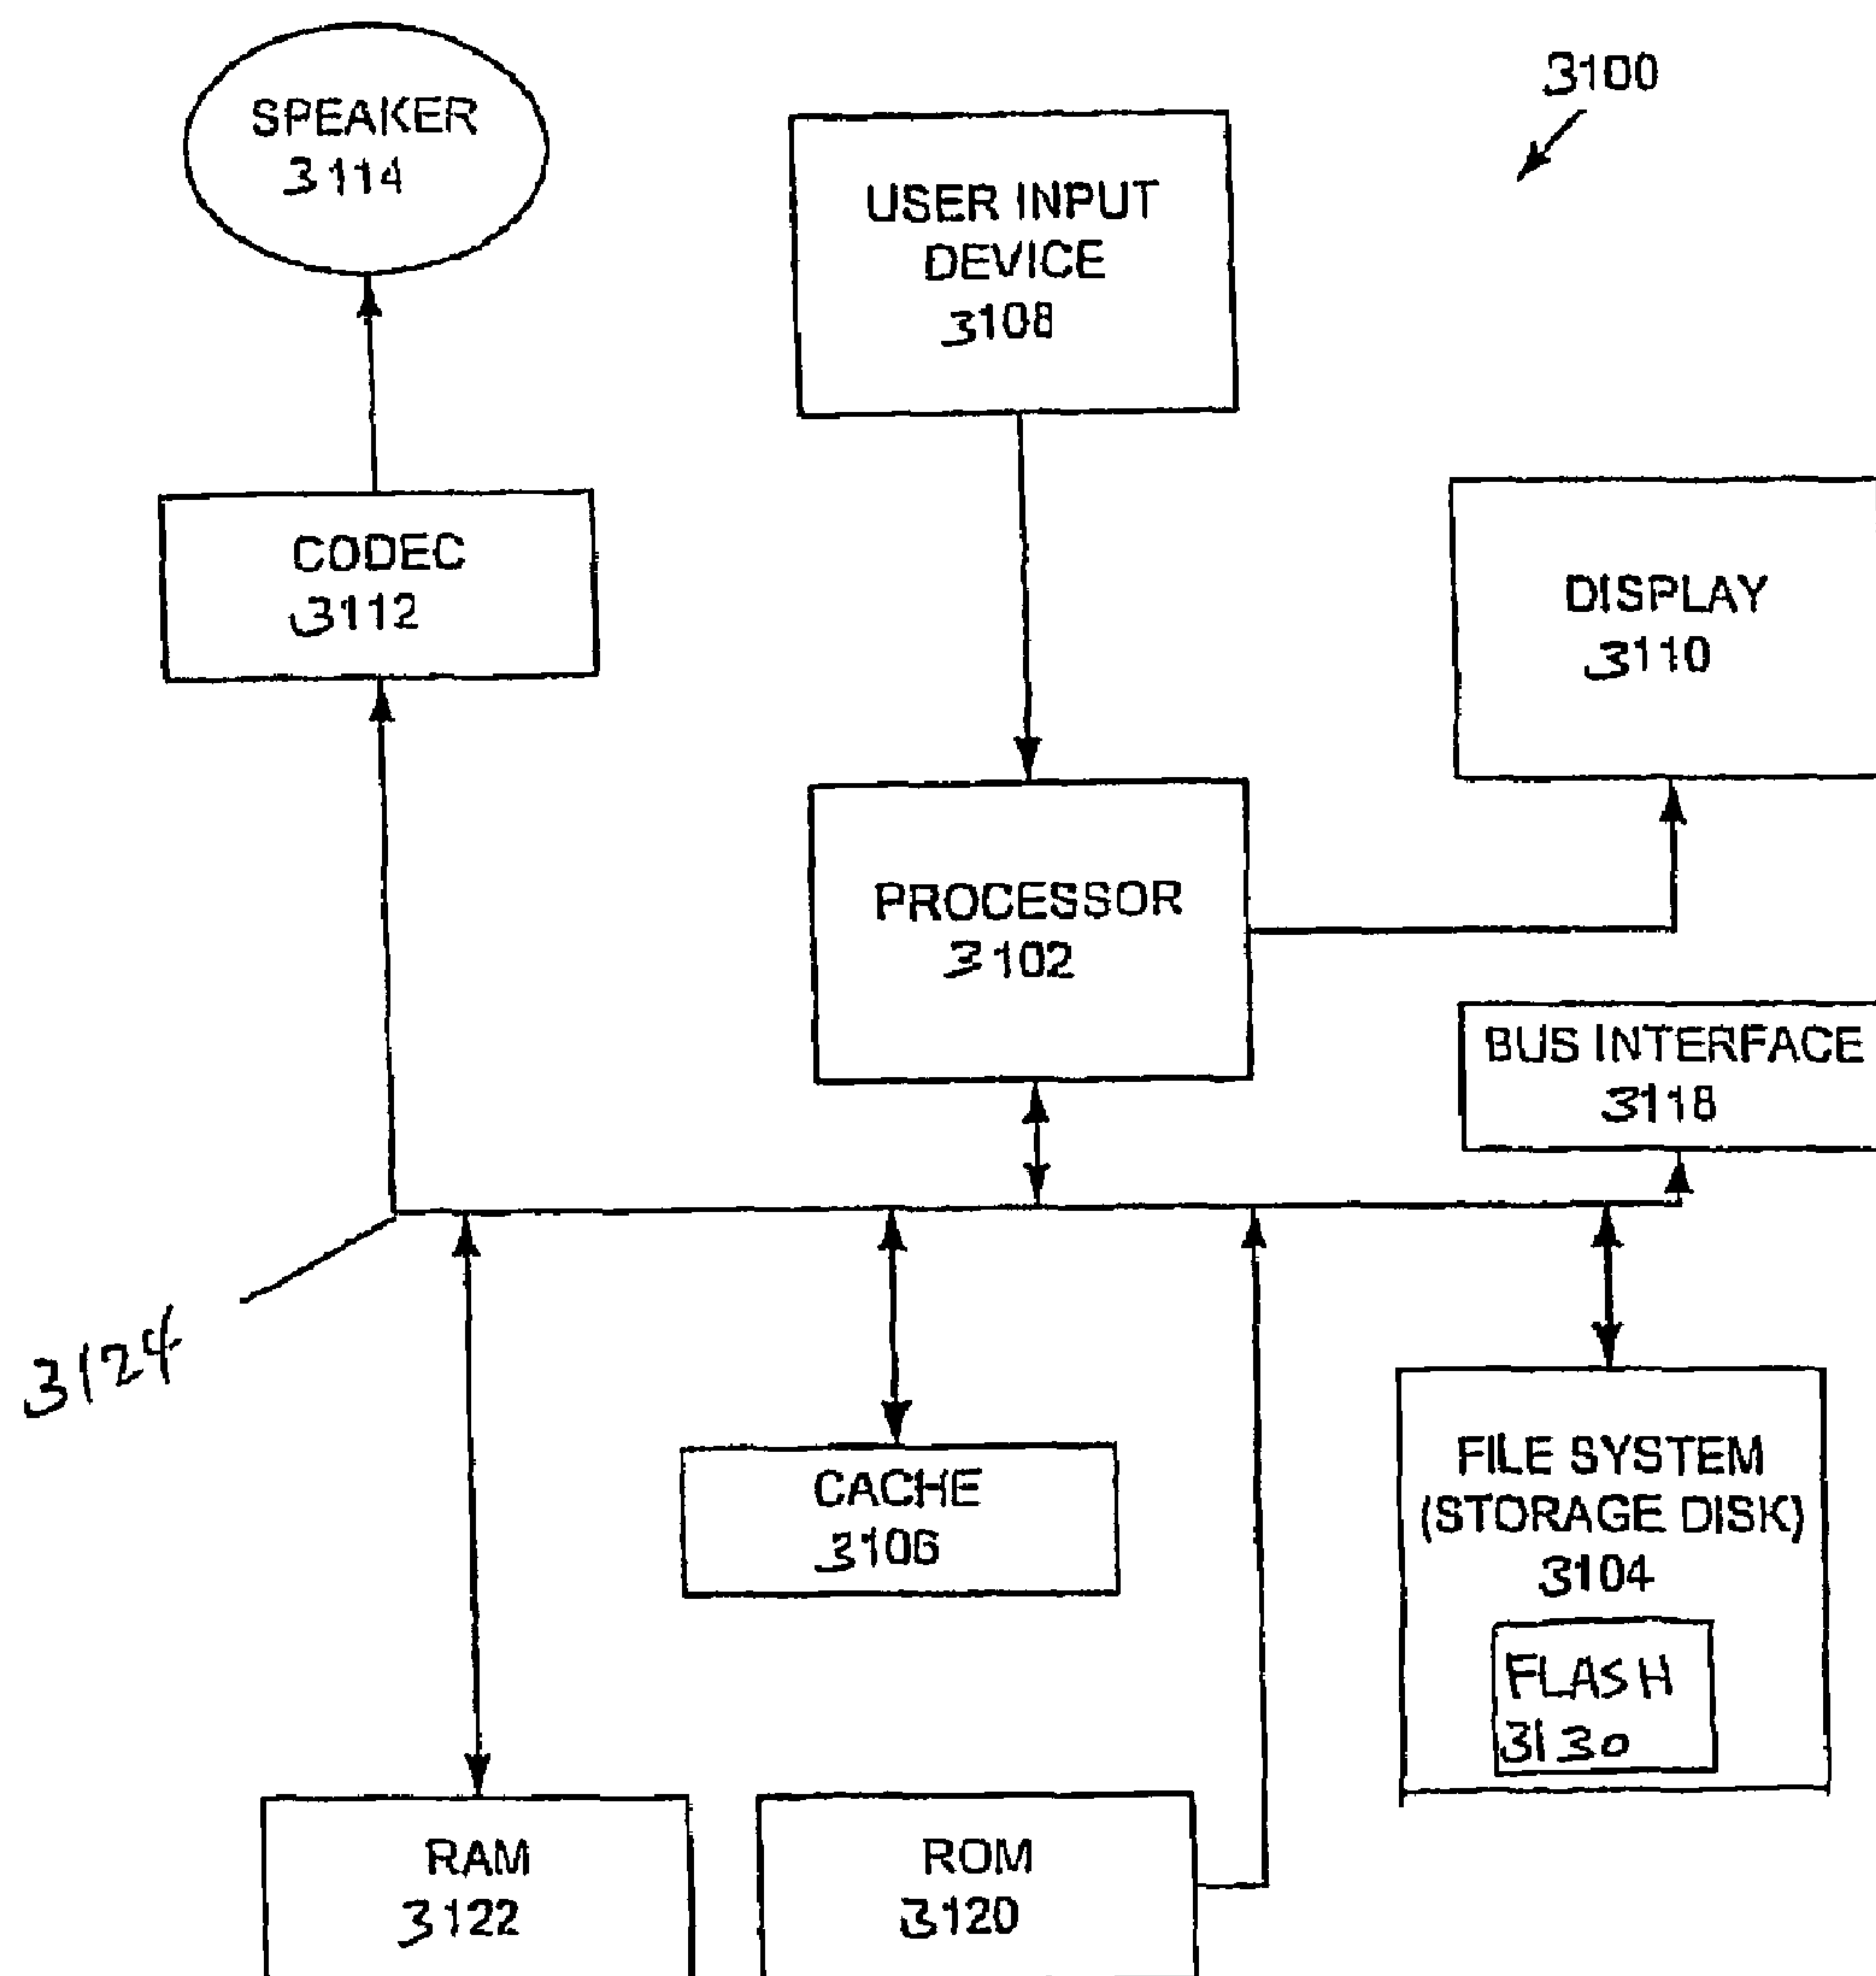 SPEAKER
3114
3100
USER INPUT
DEVICE
3108
CODEC
3112
DISPLAY
3110
PROCESSOR
3102
BUS INTERFACE
3118
3124
CACHE
3106
FILE SYSTEM
(STORAGE DISK)
3104
FLASH
3130
RAM
3122
ROM
3120